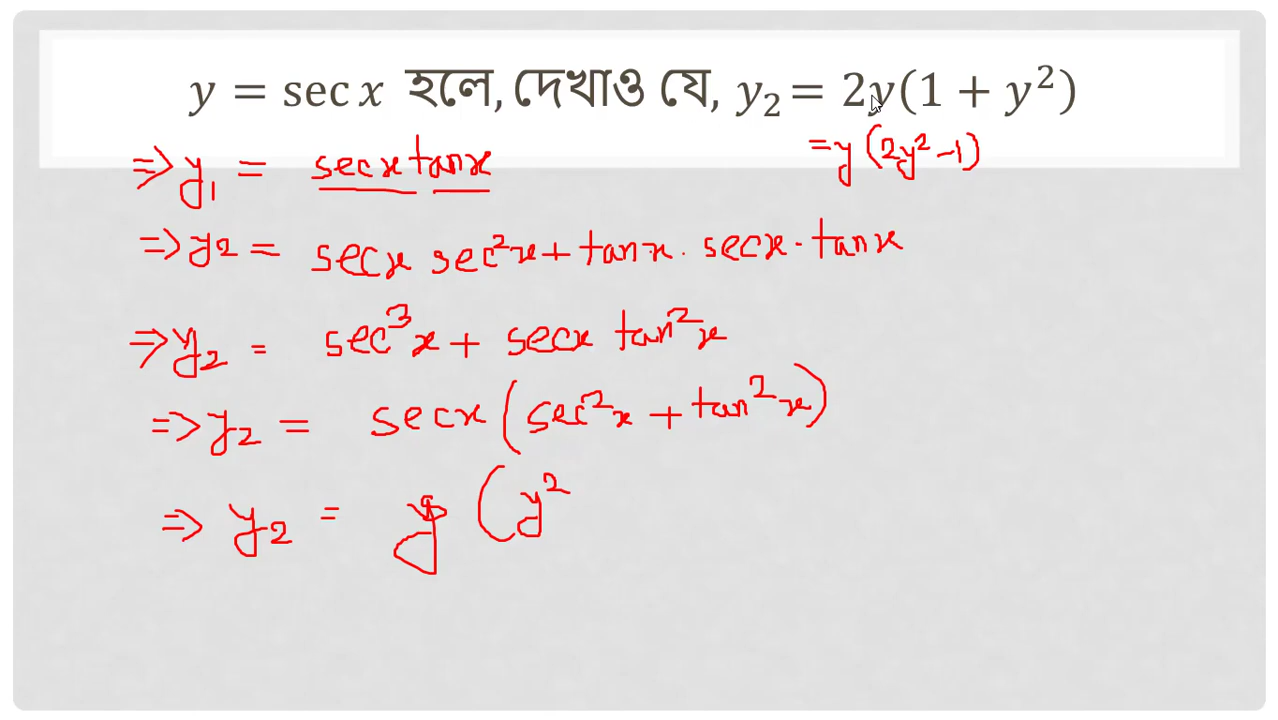 y = sec x হলে, দেখাও যে, y₂ = 2y(1 + y²)
= y (2y² - 1)
⇒ y₁ = secx tanx
⇒ y₂ = secx sec²x + tanx . secx . tanx
⇒ y₂ = sec³x + secx tan²x
⇒ y₂ = secx (sec²x + tan²x)
⇒ y₂ = y (y²